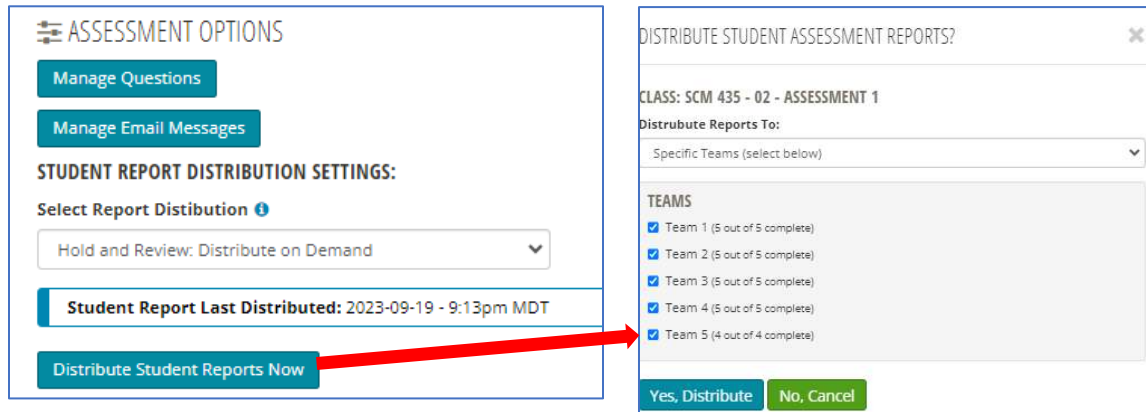 ASSESSMENT OPTIONS
Manage Questions
Manage Email Messages
STUDENT REPORT DISTRIBUTION SETTINGS:
Select Report Distibution
Hold and Review: Distribute on Demand
Student Report Last Distributed: 2023-09-19 - 9:13pm MDT
Distribute Student Reports Now
DISTRIBUTE STUDENT ASSESSMENT REPORTS?
CLASS: SCM 435 - 02 - ASSESSMENT 1
Distrubute Reports To:
Specific Teams (select below)
TEAMS
Team 1 (5 out of 5 complete)
Team 2 (5 out of 5 complete)
Team 3 (5 out of 5 complete)
Team 4 (5 out of 5 complete)
Team 5 (4 out of 4 complete)
Yes, Distribute
No, Cancel